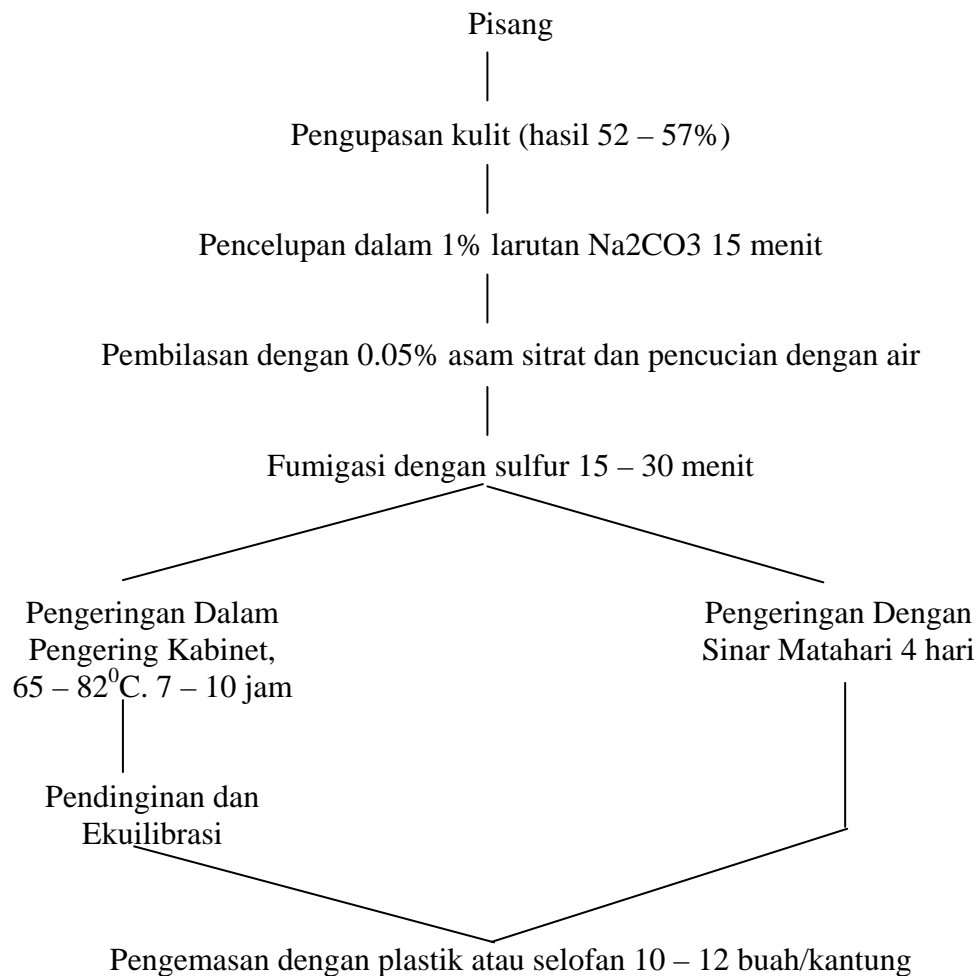 Pisang
Pengupasan kulit (hasil 52 – 57%)
Pencelupan dalam 1% larutan Na2CO3 15 menit
Pembilasan dengan 0.05% asam sitrat dan pencucian dengan air
Fumigasi dengan sulfur 15 – 30 menit
Pengeringan Dalam
Pengering Kabinet,
65 – 82⁰C. 7 – 10 jam
Pengeringan Dengan
Sinar Matahari 4 hari
Pendinginan dan
Ekuilibrasi
Pengemasan dengan plastik atau selofan 10 – 12 buah/kantung